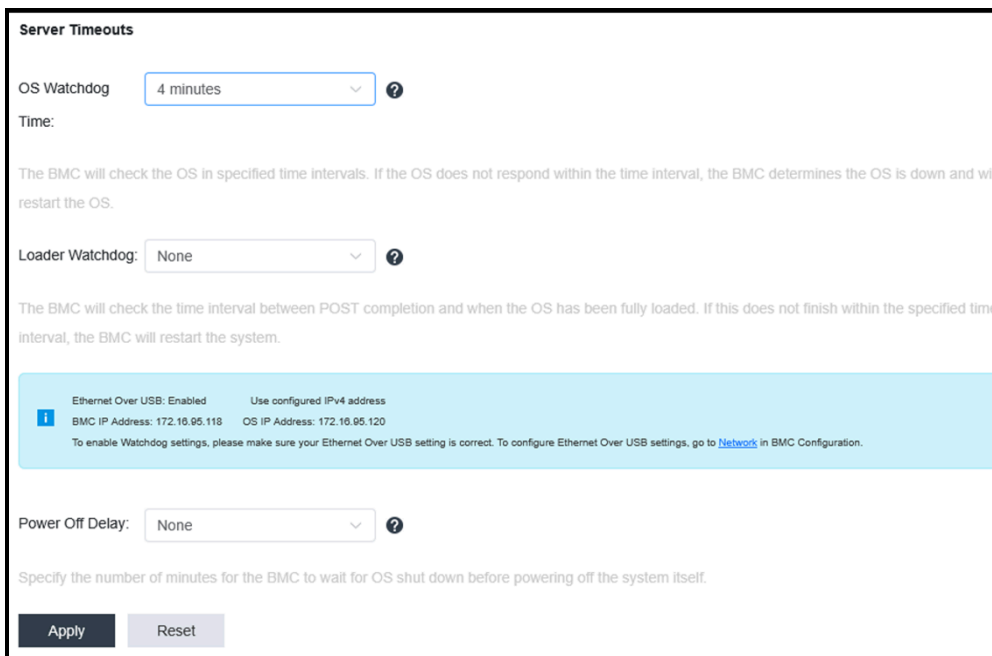 Server Timeouts
OS Watchdog Time:
4 minutes
The BMC will check the OS in specified time intervals. If the OS does not respond within the time interval, the BMC determines the OS is down and
restart the OS.
Loader Watchdog: None
The BMC will check the time interval between POST completion and when the OS has been fully loaded. If this does not finish within the specified
interval, the BMC will restart the system.
Ethernet Over USB: Enabled Use configured IPv4 address
BMC IP Address: 172.16.95.118 OS IP Address: 172.16.95.120
To enable Watchdog settings, please make sure your Ethernet Over USB setting is correct. To configure Ethernet Over USB settings, go to Network in BMC Configuration.
Power Off Delay: None
Specify the number of minutes for the BMC to wait for OS shut down before powering off the system itself.
Apply Reset